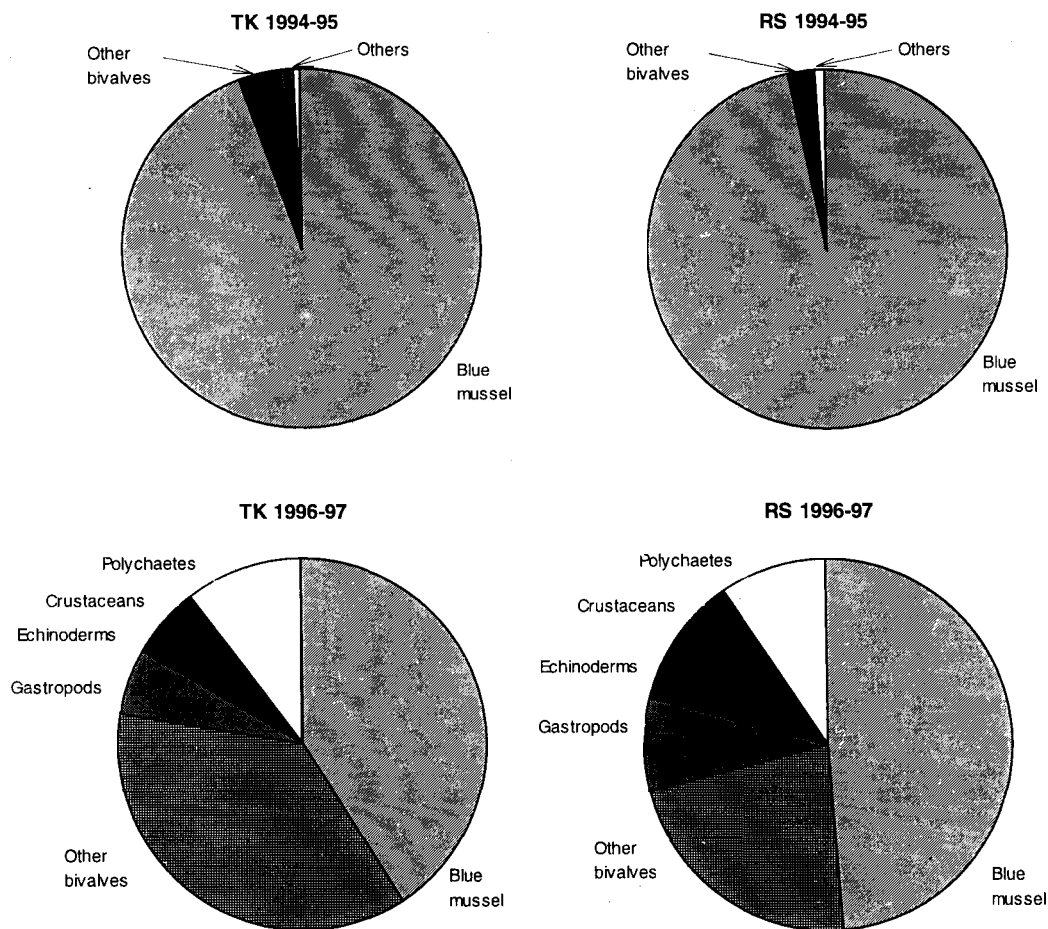 TK 1994-95
Other
bivalves
Others
Blue
mussel
RS 1994-95
Other
bivalves
Others
Blue
mussel
TK 1996-97
Polychaetes
Crustaceans
Echinoderms
Gastropods
Other
bivalves
Blue
mussel
RS 1996-97
Polychaetes
Crustaceans
Echinoderms
Gastropods
Other
bivalves
Blue
mussel